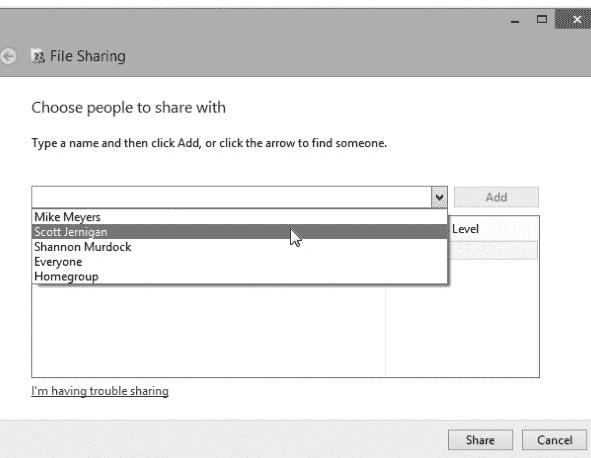 File Sharing
Choose people to share with
Type a name and then click Add, or click the arrow to find someone.
Add
Mike Meyers
Scott Jernigan
Level
Shannon Murdock
Everyone
Homegroup
I'm having trouble sharing
Share
Cancel